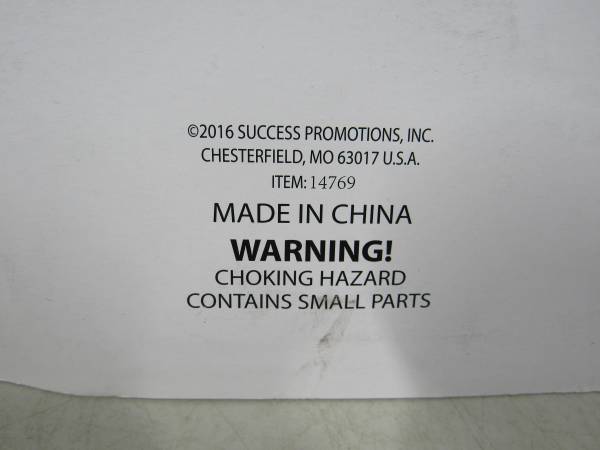 ©2016 SUCCESS PROMOTIONS, INC.
CHESTERFIELD, MO 63017 U.S.A.
ITEM: 14769
MADE IN CHINA
WARNING!
CHOKING HAZARD
CONTAINS SMALL PARTS